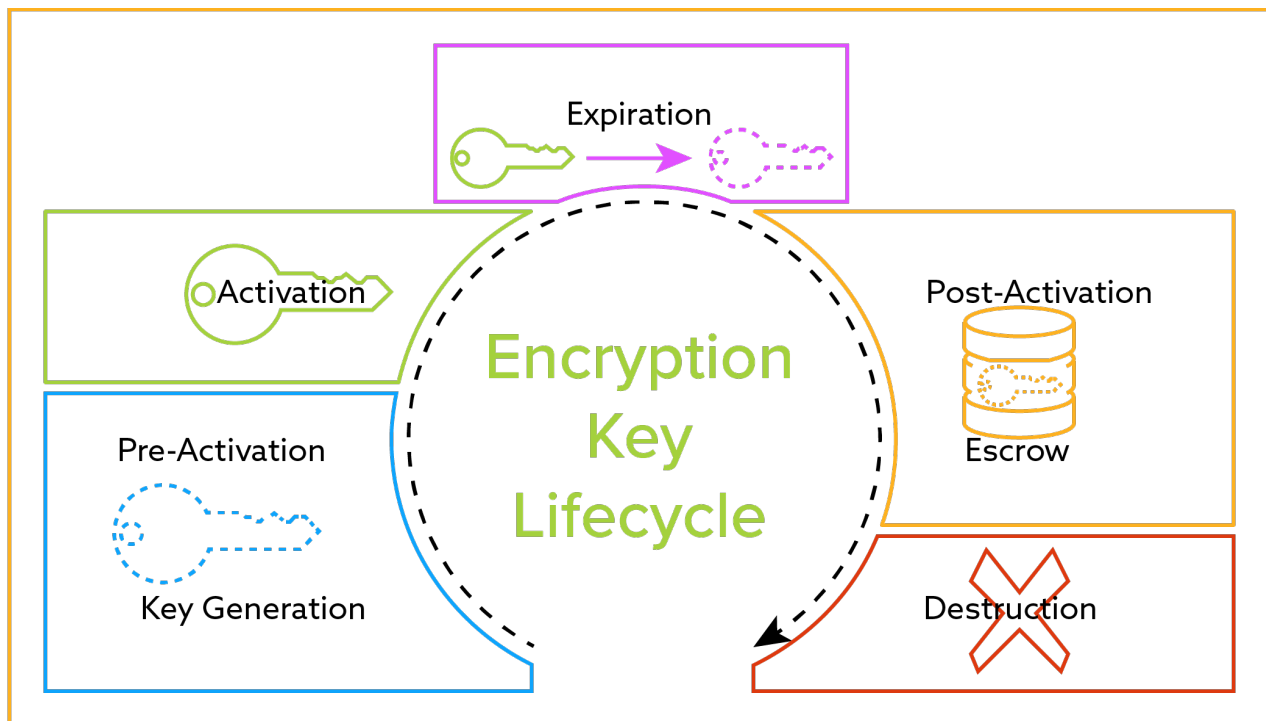 Expiration
Activation
Post-Activation
Encryption
Key
Lifecycle
Pre-Activation
Escrow
Key Generation
Destruction